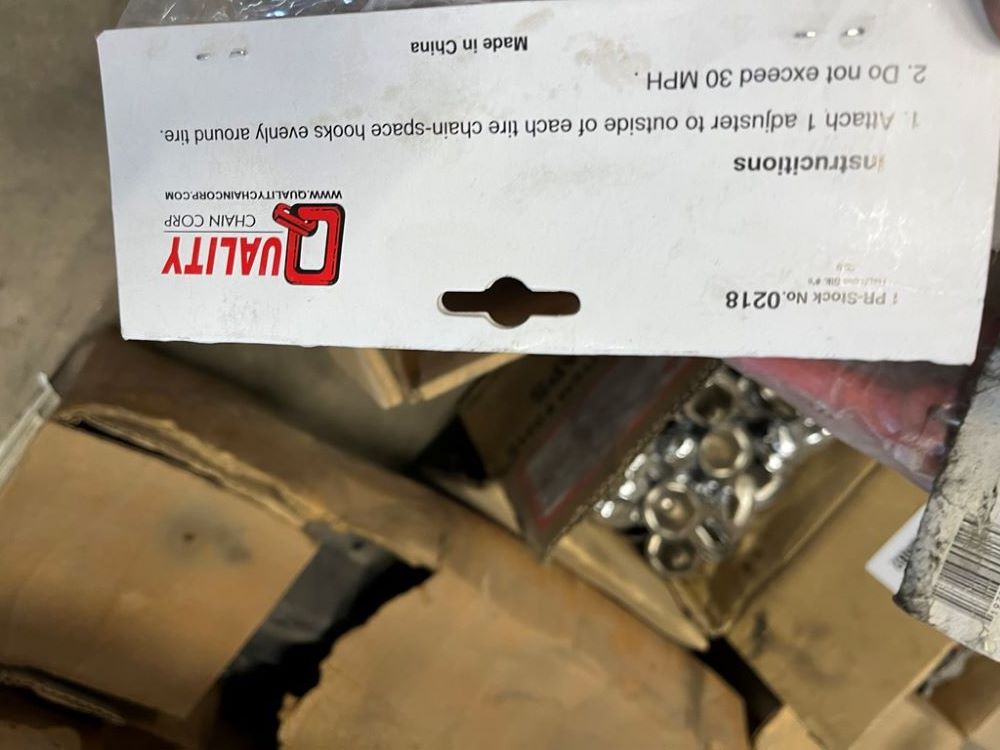 1 PR-Stock No. 0218
QUALITY
CHAIN CORP
WWW.QUALITYCHAINCORP.COM
Instrucitions
1. Attach 1 adjuster to outside of each tire chain-space hooks evenly around tire.
2. Do not exceed 30 MPH.
Made in China